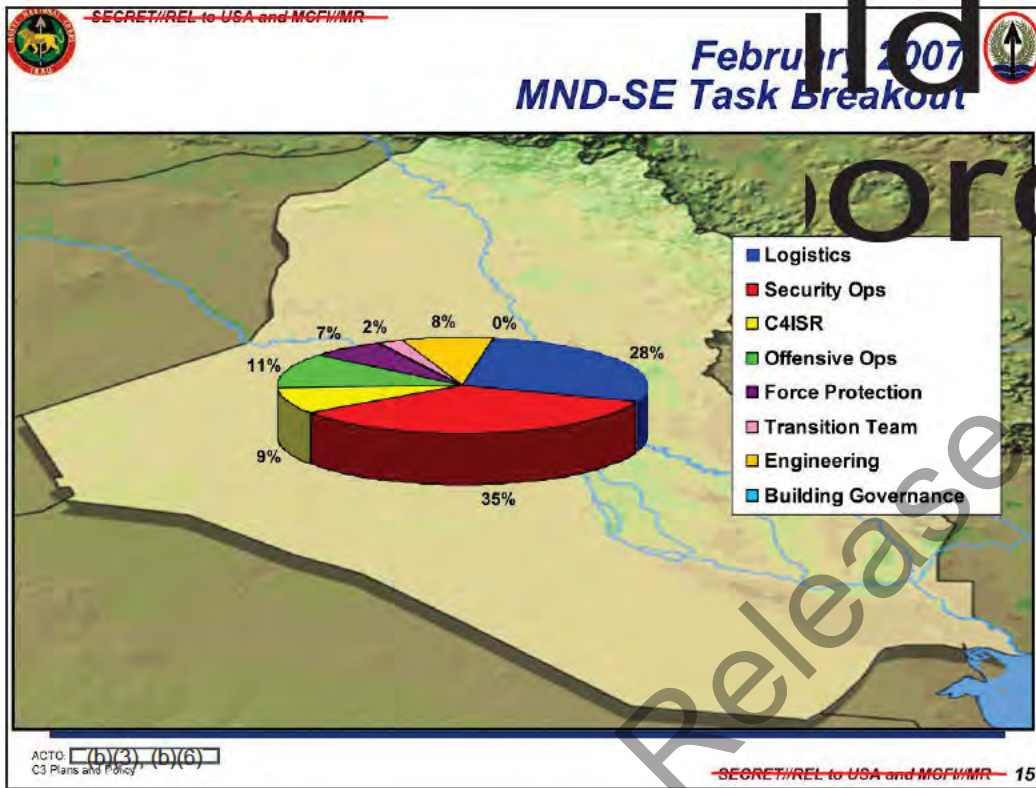 SECRET//REL to USA and MCFI//MR
February 2007
MND-SE Task Breakout
Logistics
Security Ops
C4ISR
Offensive Ops
Force Protection
Transition Team
Engineering
Building Governance
7%
2%
8%
0%
28%
11%
9%
35%
Release
ACTO: (b)(3), (b)(6)
C3 Plans and Policy
SECRET//REL to USA and MCFI//MR 15